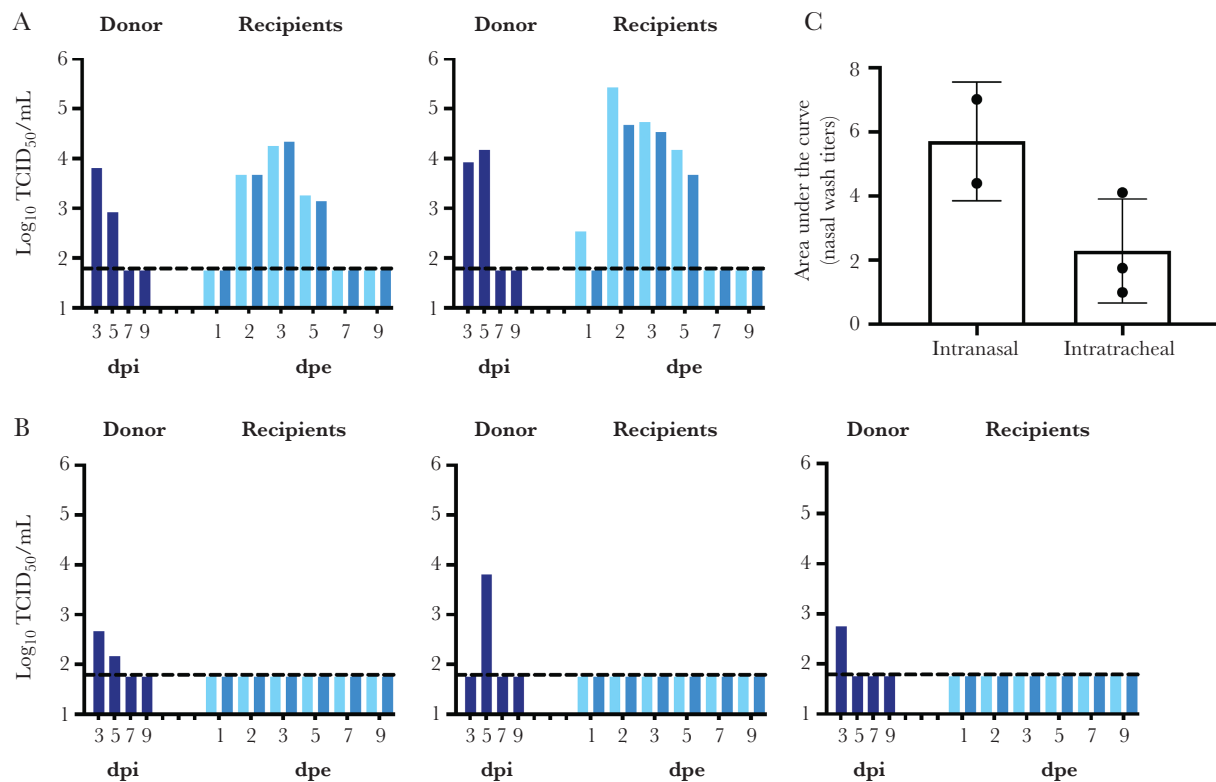 A
Donor Recipients
Donor Recipients
Log10 TCID50/mL
6
5
4
3
2
1
3 5 7 9 1 2 3 5 7 9
dpi dpe
6
5
4
3
2
1
3 5 7 9 1 2 3 5 7 9
dpi dpe
C
Area under the curve
(nasal wash titers)
8
6
4
2
0
Intranasal Intratracheal
B
Donor Recipients
Donor Recipients
Donor Recipients
Log10 TCID50/mL
6
5
4
3
2
1
3 5 7 9 1 2 3 5 7 9
dpi dpe
6
5
4
3
2
1
3 5 7 9 1 2 3 5 7 9
dpi dpe
6
5
4
3
2
1
3 5 7 9 1 2 3 5 7 9
dpi dpe